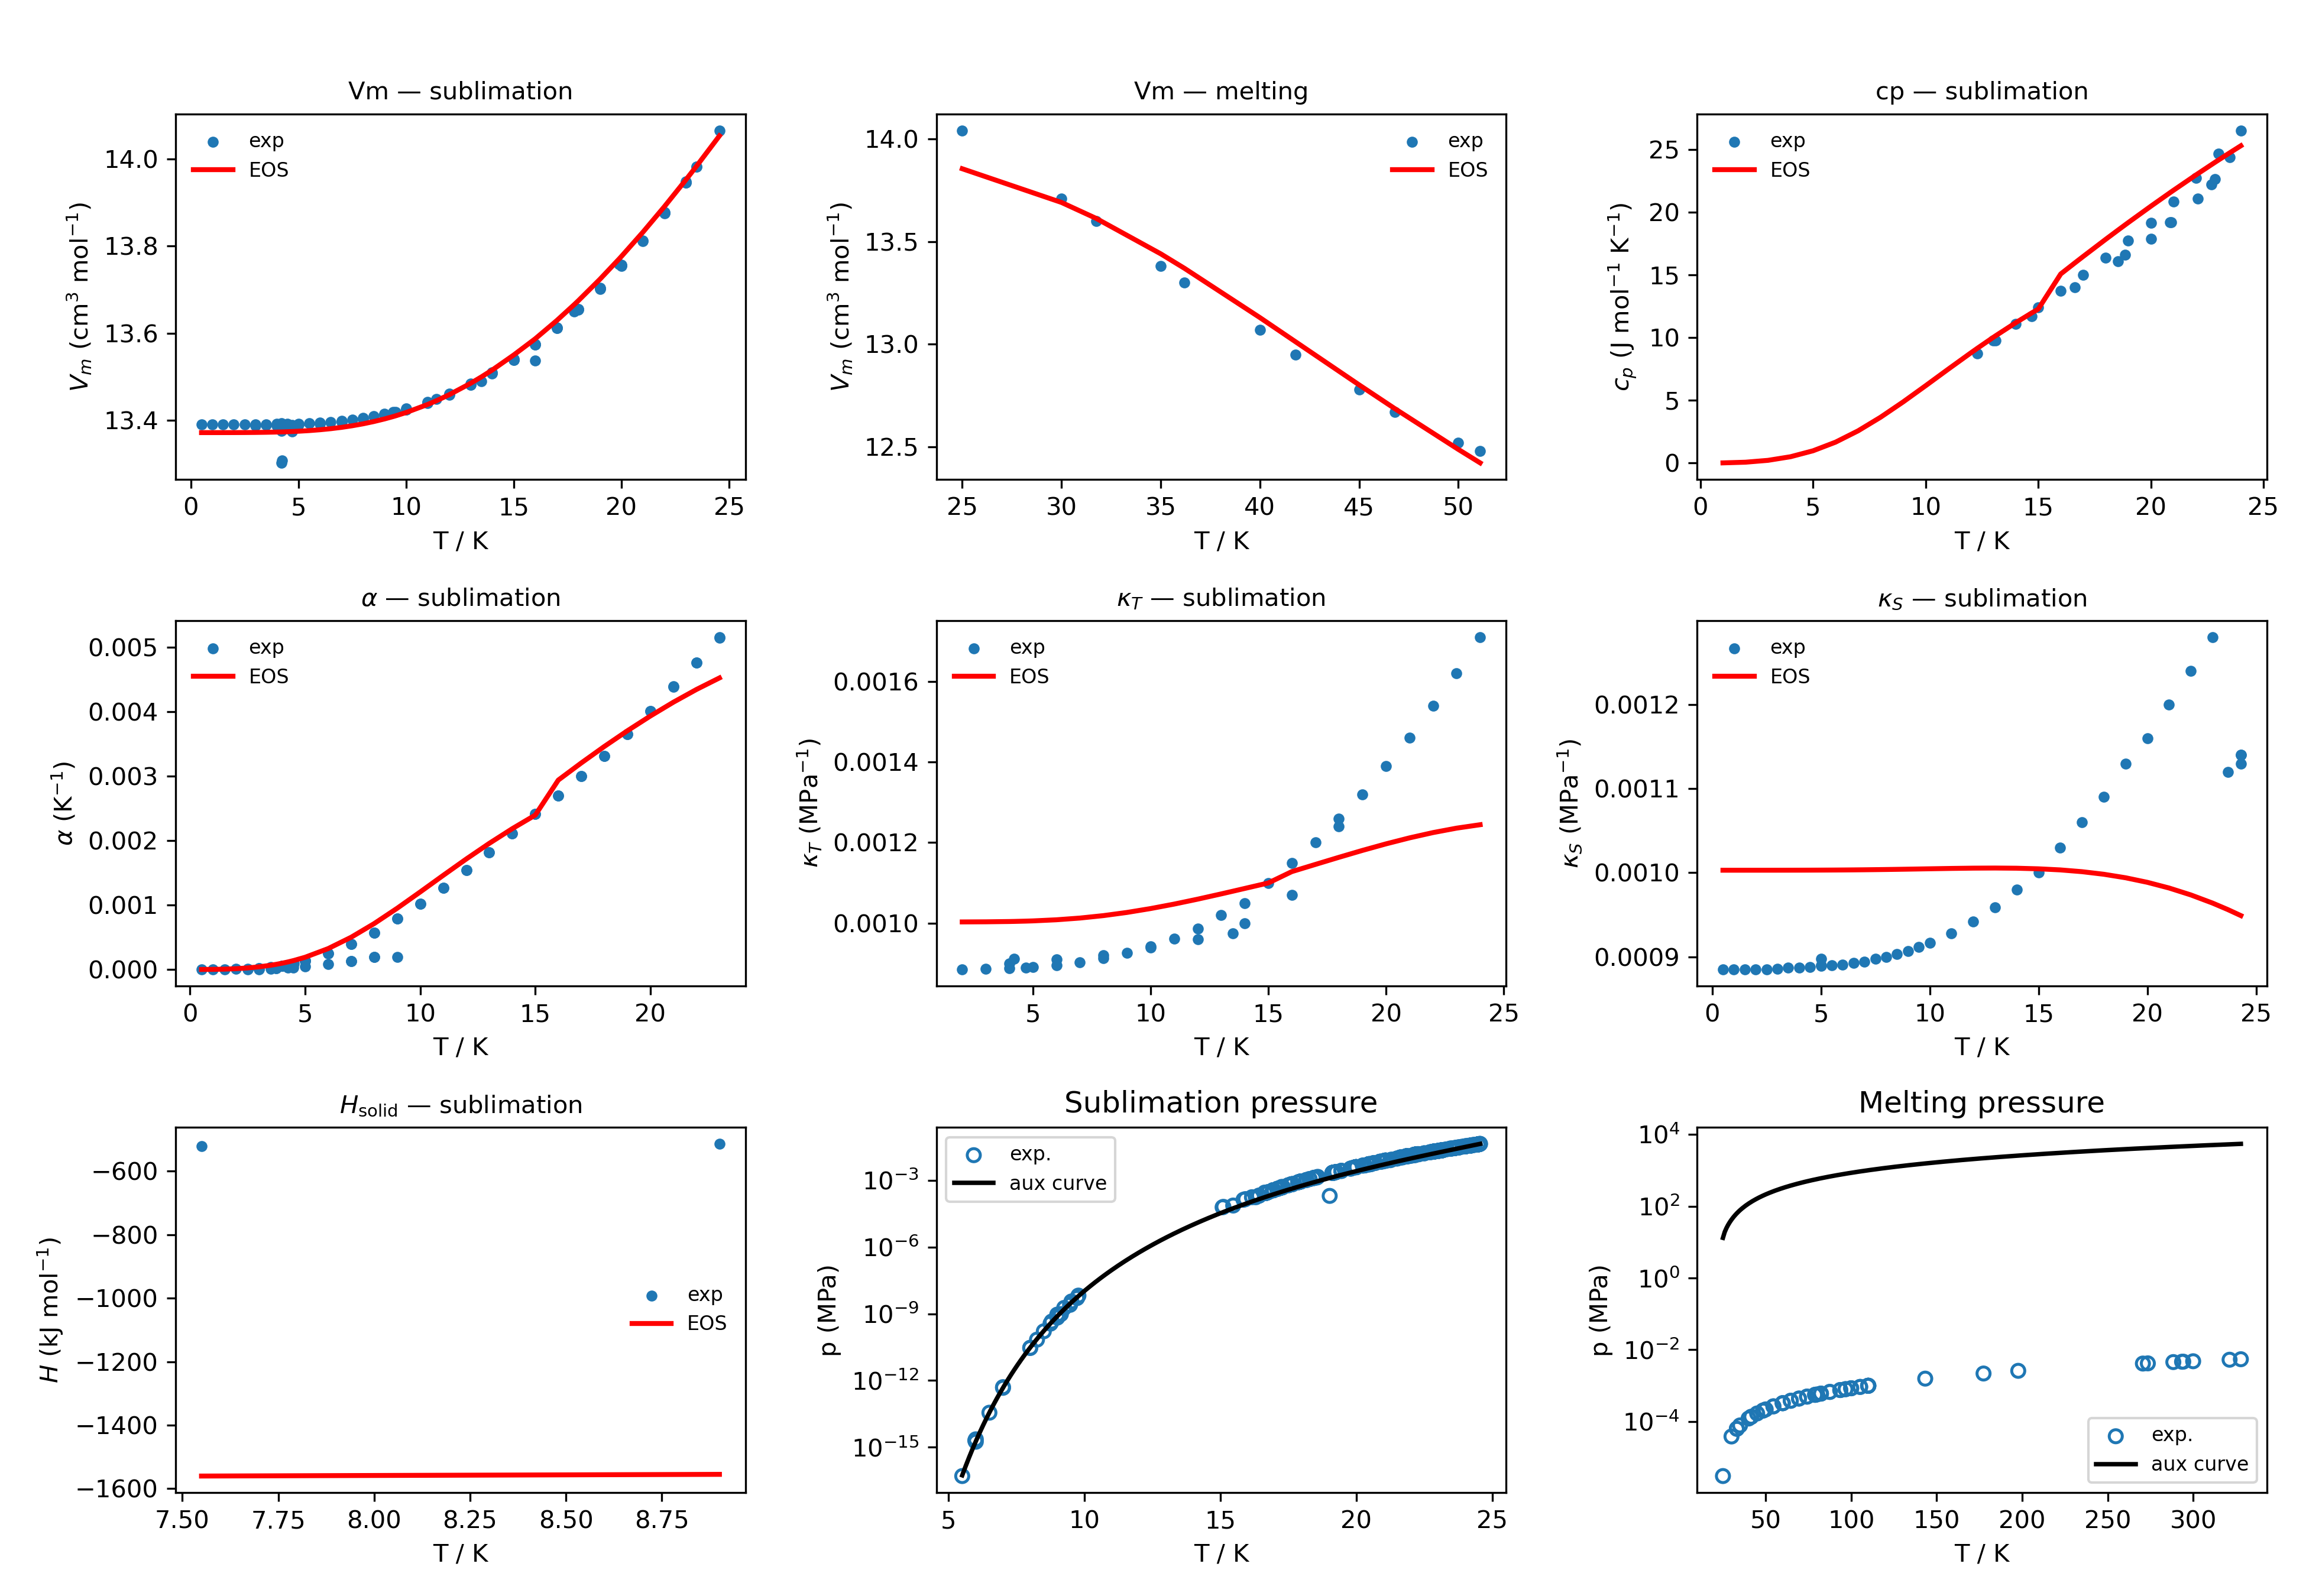 Vm — sublimation
exp
EOS
14.0
13.8
13.6
13.4
0 5 10 15 20 25
T / K
V_m (cm³ mol⁻¹)
Vm — melting
exp
EOS
14.0
13.5
13.0
12.5
25 30 35 40 45 50
T / K
V_m (cm³ mol⁻¹)
cp — sublimation
exp
EOS
25
20
15
10
5
0
0 5 10 15 20 25
T / K
c_p (J mol⁻¹ K⁻¹)
α — sublimation
exp
EOS
0.005
0.004
0.003
0.002
0.001
0.000
0 5 10 15 20
T / K
α (K⁻¹)
κ_T — sublimation
exp
EOS
0.0016
0.0014
0.0012
0.0010
5 10 15 20 25
T / K
κ_T (MPa⁻¹)
κ_S — sublimation
exp
EOS
0.0012
0.0011
0.0010
0.0009
0 5 10 15 20 25
T / K
κ_S (MPa⁻¹)
H_solid — sublimation
exp
EOS
−600
−800
−1000
−1200
−1400
−1600
7.50 7.75 8.00 8.25 8.50 8.75
T / K
H (kJ mol⁻¹)
Sublimation pressure
exp.
aux curve
10⁻³
10⁻⁶
10⁻⁹
10⁻¹²
10⁻¹⁵
5 10 15 20 25
T / K
p (MPa)
Melting pressure
exp.
aux curve
10⁴
10²
10⁰
10⁻²
10⁻⁴
50 100 150 200 250 300
T / K
p (MPa)